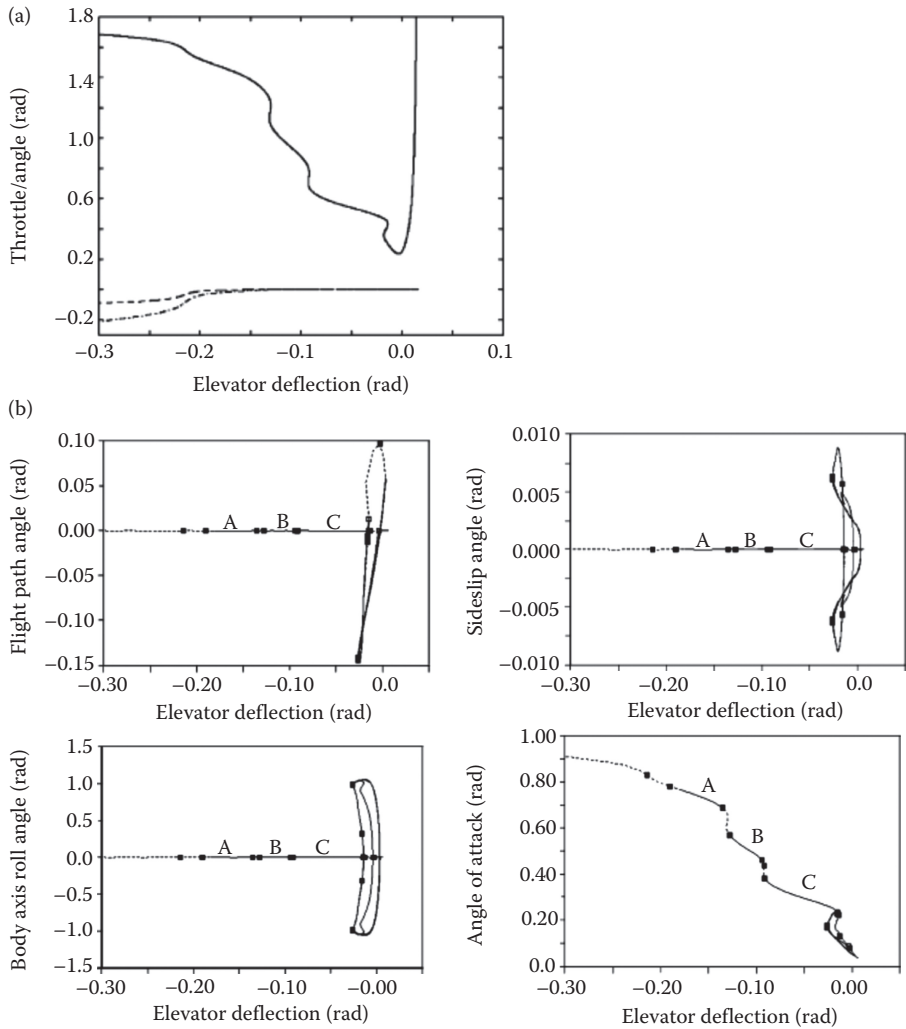 (a)
Throttle/angle (rad)
1.8
1.4
1.0
0.6
0.2
−0.2
−0.3 −0.2 −0.1 0.0 0.1
Elevator deflection (rad)
(b)
Flight path angle (rad)
0.10
0.05
0.00
−0.05
−0.10
−0.15
A B C
−0.30 −0.20 −0.10 0.0
Elevator deflection (rad)
Sideslip angle (rad)
0.010
0.005
0.000
−0.005
−0.010
A B C
−0.30 −0.20 −0.10 0.0
Elevator deflection (rad)
Body axis roll angle (rad)
1.5
1.0
0.5
0.0
−0.5
−1.0
−1.5
A B C
−0.30 −0.20 −0.10 −0.00
Elevator deflection (rad)
Angle of attack (rad)
1.00
0.80
0.60
0.40
0.20
0.0
A
B
C
−0.30 −0.20 −0.10 −0.00
Elevator deflection (rad)